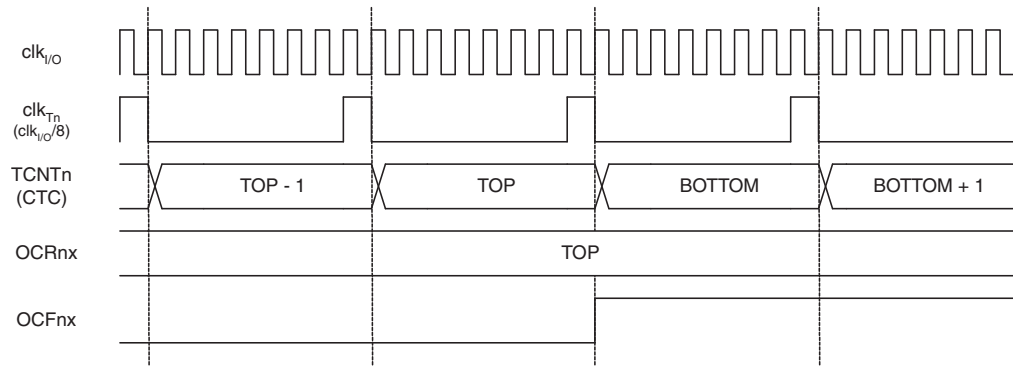 clkI/O
clkTn
(clkI/O/8)
TCNTn
(CTC)
TOP - 1
TOP
BOTTOM
BOTTOM + 1
OCRnx
TOP
OCFnx